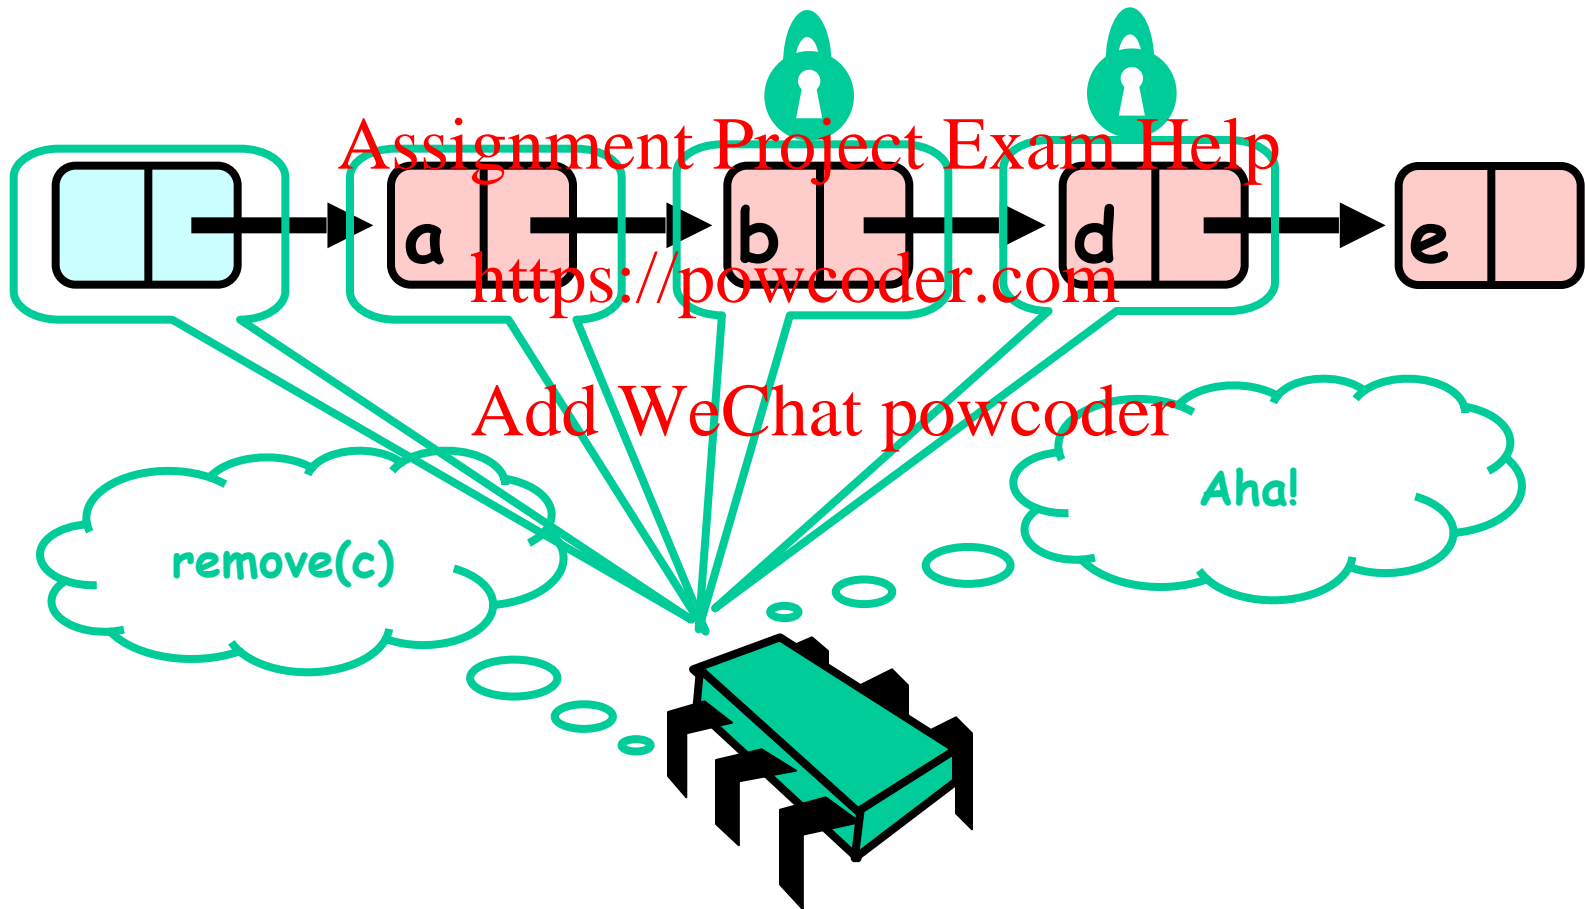 Assignment Project Exam Help
a b d e
https://powcoder.com
Add WeChat powcoder
Aha!
remove(c)